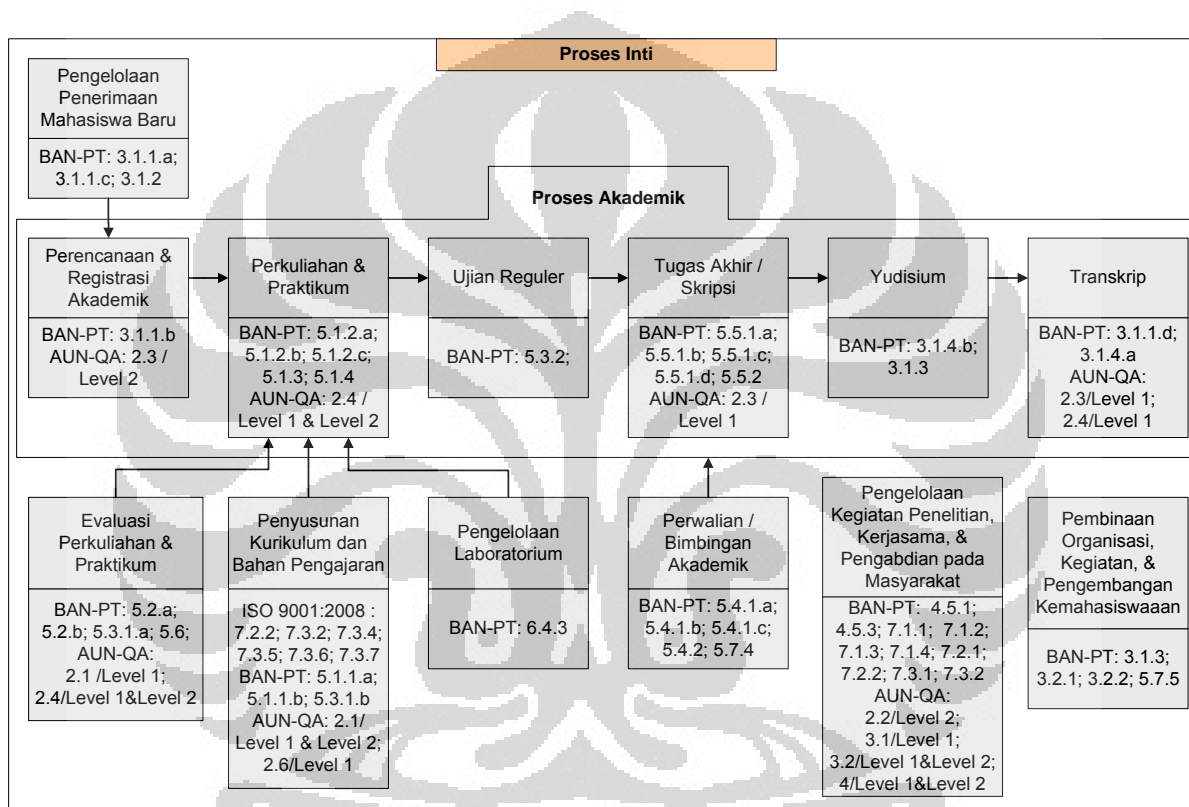 Proses Inti
Pengelolaan
Penerimaan
Mahasiswa Baru
BAN-PT: 3.1.1.a;
3.1.1.c; 3.1.2
Proses Akademik
Perencanaan &
Registrasi
Akademik
BAN-PT: 3.1.1.b
AUN-QA: 2.3 /
Level 2
Perkuliahan &
Praktikum
BAN-PT: 5.1.2.a;
5.1.2.b; 5.1.2.c;
5.1.3; 5.1.4
AUN-QA: 2.4 /
Level 1 & Level 2
Ujian Reguler
BAN-PT: 5.3.2;
Tugas Akhir /
Skripsi
BAN-PT: 5.5.1.a;
5.5.1.b; 5.5.1.c;
5.5.1.d; 5.5.2
AUN-QA: 2.3 /
Level 1
Yudisium
BAN-PT: 3.1.4.b;
3.1.3
Transkrip
BAN-PT: 3.1.1.d;
3.1.4.a
AUN-QA:
2.3/Level 1;
2.4/Level 1
Evaluasi
Perkuliahan &
Praktikum
BAN-PT: 5.2.a;
5.2.b; 5.3.1.a; 5.6;
AUN-QA:
2.1 /Level 1;
2.4/Level 1&Level 2
Penyusunan
Kurikulum dan
Bahan Pengajaran
ISO 9001:2008 :
7.2.2; 7.3.2; 7.3.4;
7.3.5; 7.3.6; 7.3.7
BAN-PT: 5.1.1.a;
5.1.1.b; 5.3.1.b
AUN-QA: 2.1/
Level 1 & Level 2;
2.6/Level 1
Pengelolaan
Laboratorium
BAN-PT: 6.4.3
Perwalian /
Bimbingan
Akademik
BAN-PT: 5.4.1.a;
5.4.1.b; 5.4.1.c;
5.4.2; 5.7.4
Pengelolaan
Kegiatan Penelitian,
Kerjasama, &
Pengabdian pada
Masyarakat
BAN-PT: 4.5.1;
4.5.3; 7.1.1; 7.1.2;
7.1.3; 7.1.4; 7.2.1;
7.2.2; 7.3.1; 7.3.2
AUN-QA:
2.2/Level 2;
3.1/Level 1;
3.2/Level 1&Level 2;
4/Level 1&Level 2
Pembinaan
Organisasi,
Kegiatan, &
Pengembangan
Kemahasiswaaan
BAN-PT: 3.1.3;
3.2.1; 3.2.2; 5.7.5